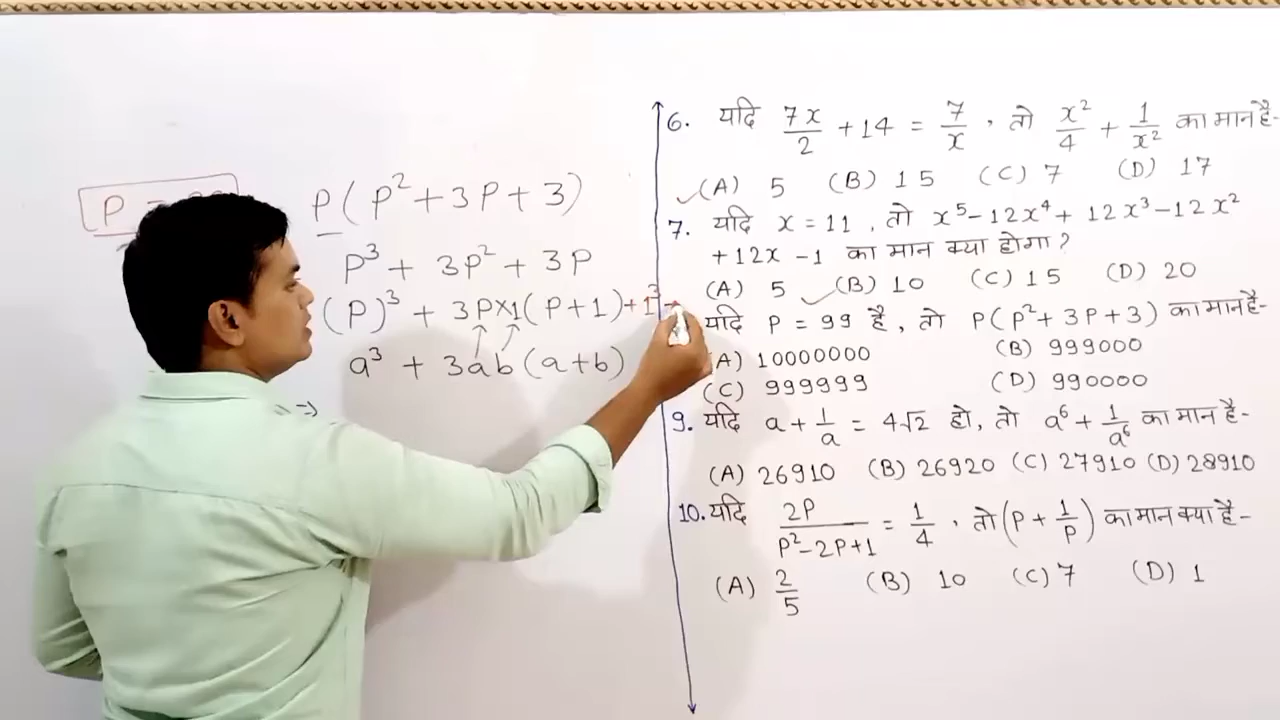 P =
P(P²+3P+3)
P³ + 3P² + 3P
(P)³ + 3P×1(P+1)+1³-
a³ + 3ab(a+b)
6. यदि 7x/2 +14 = 7/x , तो x²/4 + 1/x² का मान है-
(A) 5 (B) 15 (C) 7 (D) 17
7. यदि x = 11 , तो x⁵-12x⁴+ 12x³-12x²
+12x -1 का मान क्या होगा ?
(A) 5 (B) 10 (C) 15 (D) 20
यदि P = 99 है , तो P(P²+3P+3) का मान है-
(A) 10000000 (B) 999000
(C) 999999 (D) 990000
9. यदि a + 1/a = 4√2 हो, तो a⁶ + 1/a⁶ का मान है-
(A) 26910 (B) 26920 (C) 27910 (D) 28910
10. यदि 2P/P²-2P+1 = 1/4 , तो (P + 1/P) का मान क्या है-
(A) 2/5 (B) 10 (C) 7 (D) 1